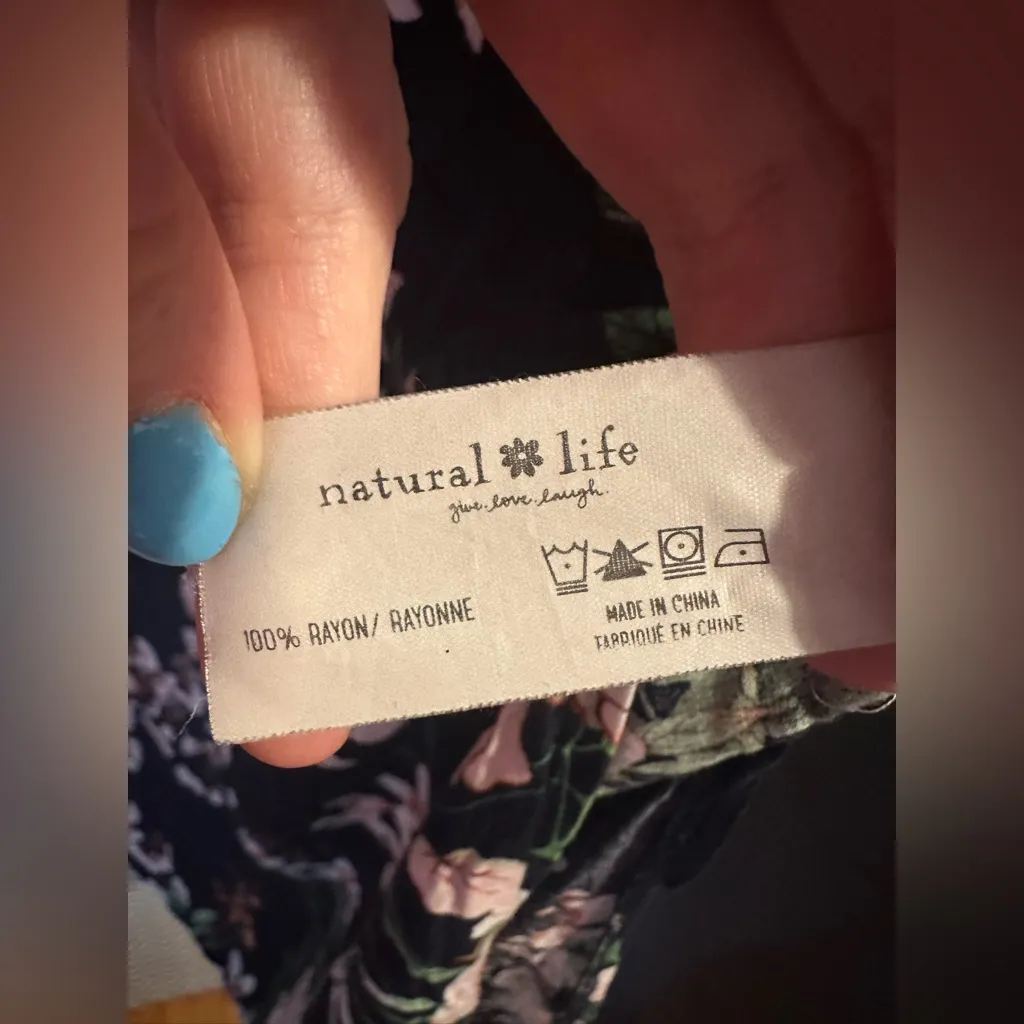 natural life
give.love.laugh.
100% RAYON/ RAYONNE
MADE IN CHINA
FABRIQUÉ EN CHINE